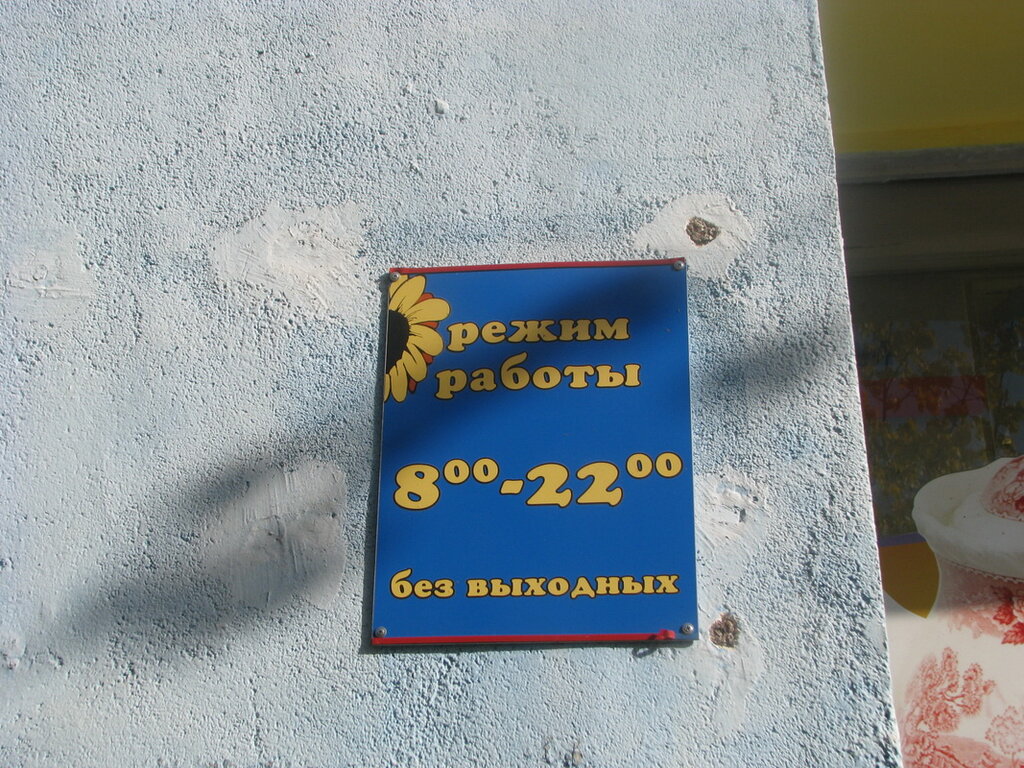 режим
работы
8⁰⁰-22⁰⁰
без выходных